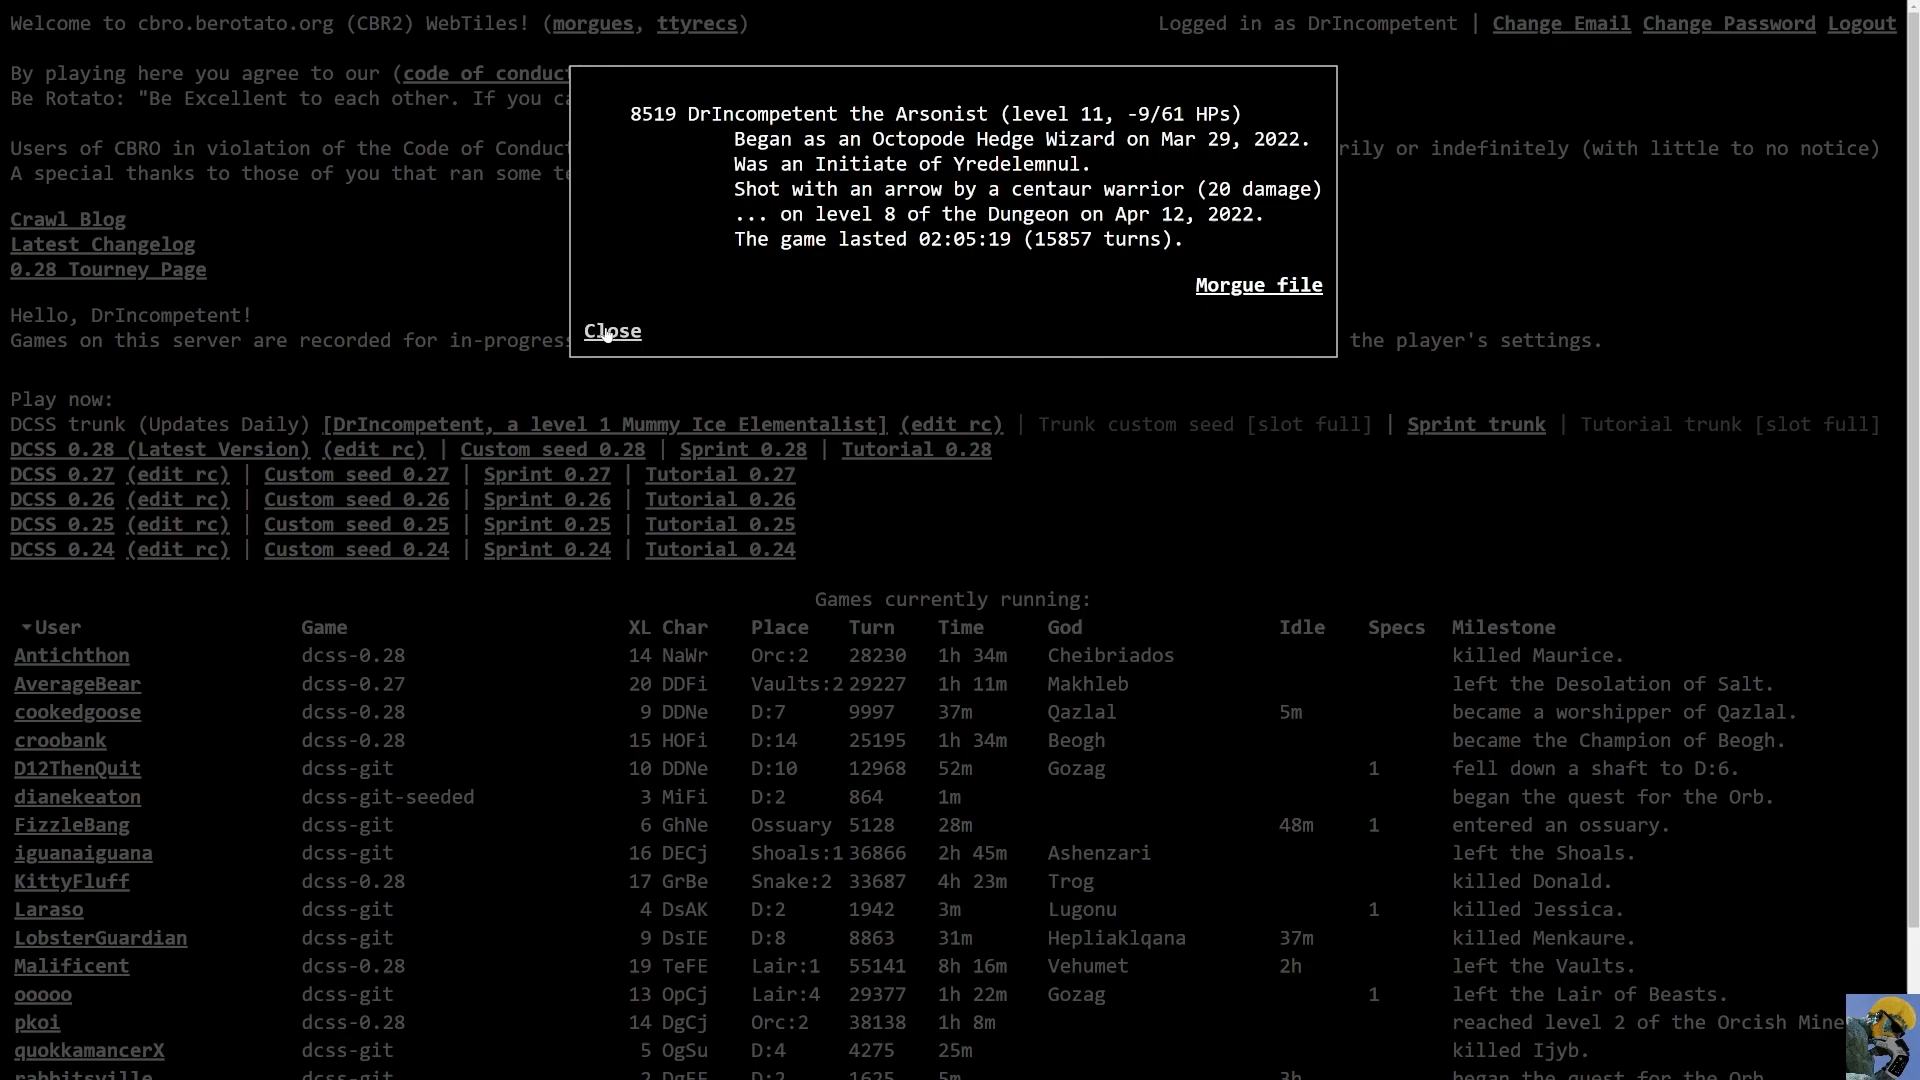 Welcome to cbro.berotato.org (CBR2) WebTiles! (morgues, ttyrecs)
Logged in as DrIncompetent | Change Email Change Password Logout
By playing here you agree to our (code of conduct
Be Rotato: "Be Excellent to each other. If you ca
Users of CBRO in violation of the Code of Conduct
rily or indefinitely (with little to no notice)
A special thanks to those of you that ran some te
8519 DrIncompetent the Arsonist (level 11, -9/61 HPs)
Began as an Octopode Hedge Wizard on Mar 29, 2022.
Was an Initiate of Yredelemnul.
Shot with an arrow by a centaur warrior (20 damage)
... on level 8 of the Dungeon on Apr 12, 2022.
The game lasted 02:05:19 (15857 turns).
Morgue file
Close
Crawl Blog
Latest Changelog
0.28 Tourney Page
Hello, DrIncompetent!
Games on this server are recorded for in-progress
the player's settings.
Play now:
DCSS trunk (Updates Daily) [DrIncompetent, a level 1 Mummy Ice Elementalist] (edit rc) | Trunk custom seed [slot full] | Sprint trunk | Tutorial trunk [slot full]
DCSS 0.28 (Latest Version) (edit rc) | Custom seed 0.28 | Sprint 0.28 | Tutorial 0.28
DCSS 0.27 (edit rc) | Custom seed 0.27 | Sprint 0.27 | Tutorial 0.27
DCSS 0.26 (edit rc) | Custom seed 0.26 | Sprint 0.26 | Tutorial 0.26
DCSS 0.25 (edit rc) | Custom seed 0.25 | Sprint 0.25 | Tutorial 0.25
DCSS 0.24 (edit rc) | Custom seed 0.24 | Sprint 0.24 | Tutorial 0.24
Games currently running:
User Game XL Char Place Turn Time God Idle Specs Milestone
Antichthon dcss-0.28 14 NaWr Orc:2 28230 1h 34m Cheibriados killed Maurice.
AverageBear dcss-0.27 20 DDFi Vaults:2 29227 1h 11m Makhleb left the Desolation of Salt.
cookedgoose dcss-0.28 9 DDNe D:7 9997 37m Qazlal 5m became a worshipper of Qazlal.
croobank dcss-0.28 15 HOFi D:14 25195 1h 34m Beogh became the Champion of Beogh.
D12ThenQuit dcss-git 10 DDNe D:10 12968 52m Gozag 1 fell down a shaft to D:6.
dianekeaton dcss-git-seeded 3 MiFi D:2 864 1m began the quest for the Orb.
FizzleBang dcss-git 6 GhNe Ossuary 5128 28m 48m 1 entered an ossuary.
iguanaiguana dcss-git 16 DECj Shoals:1 36866 2h 45m Ashenzari left the Shoals.
KittyFluff dcss-0.28 17 GrBe Snake:2 33687 4h 23m Trog killed Donald.
Laraso dcss-git 4 DsAK D:2 1942 3m Lugonu 1 killed Jessica.
LobsterGuardian dcss-git 9 DsIE D:8 8863 31m Hepliaklqana 37m killed Menkaure.
Malificent dcss-0.28 19 TeFE Lair:1 55141 8h 16m Vehumet 2h left the Vaults.
ooooo dcss-git 13 OpCj Lair:4 29377 1h 22m Gozag 1 left the Lair of Beasts.
pkoi dcss-0.28 14 DgCj Orc:2 38138 1h 8m reached level 2 of the Orcish Mine
quokkamancerX dcss-git 5 OgSu D:4 4275 25m killed Ijyb.
rabbitsville dcss-git 2 DgFE D:2 1625 5m 3h began the quest for the Orb.